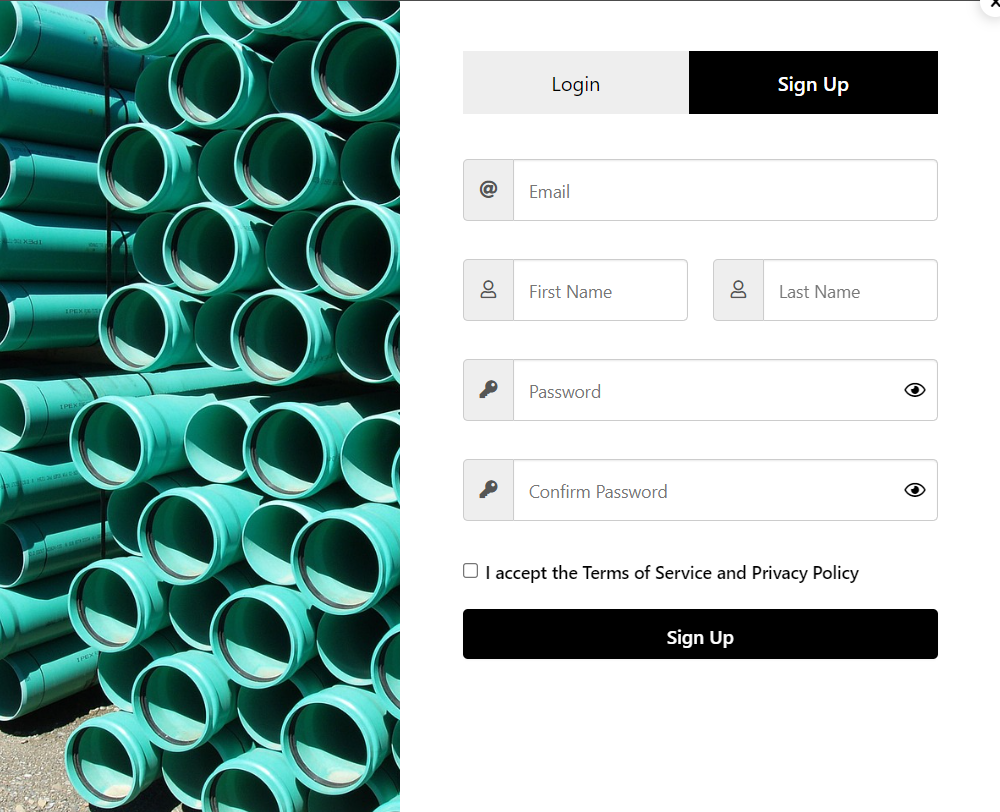 Login
Sign Up
Email
First Name
Last Name
Password
Confirm Password
I accept the Terms of Service and Privacy Policy
Sign Up
IPEX